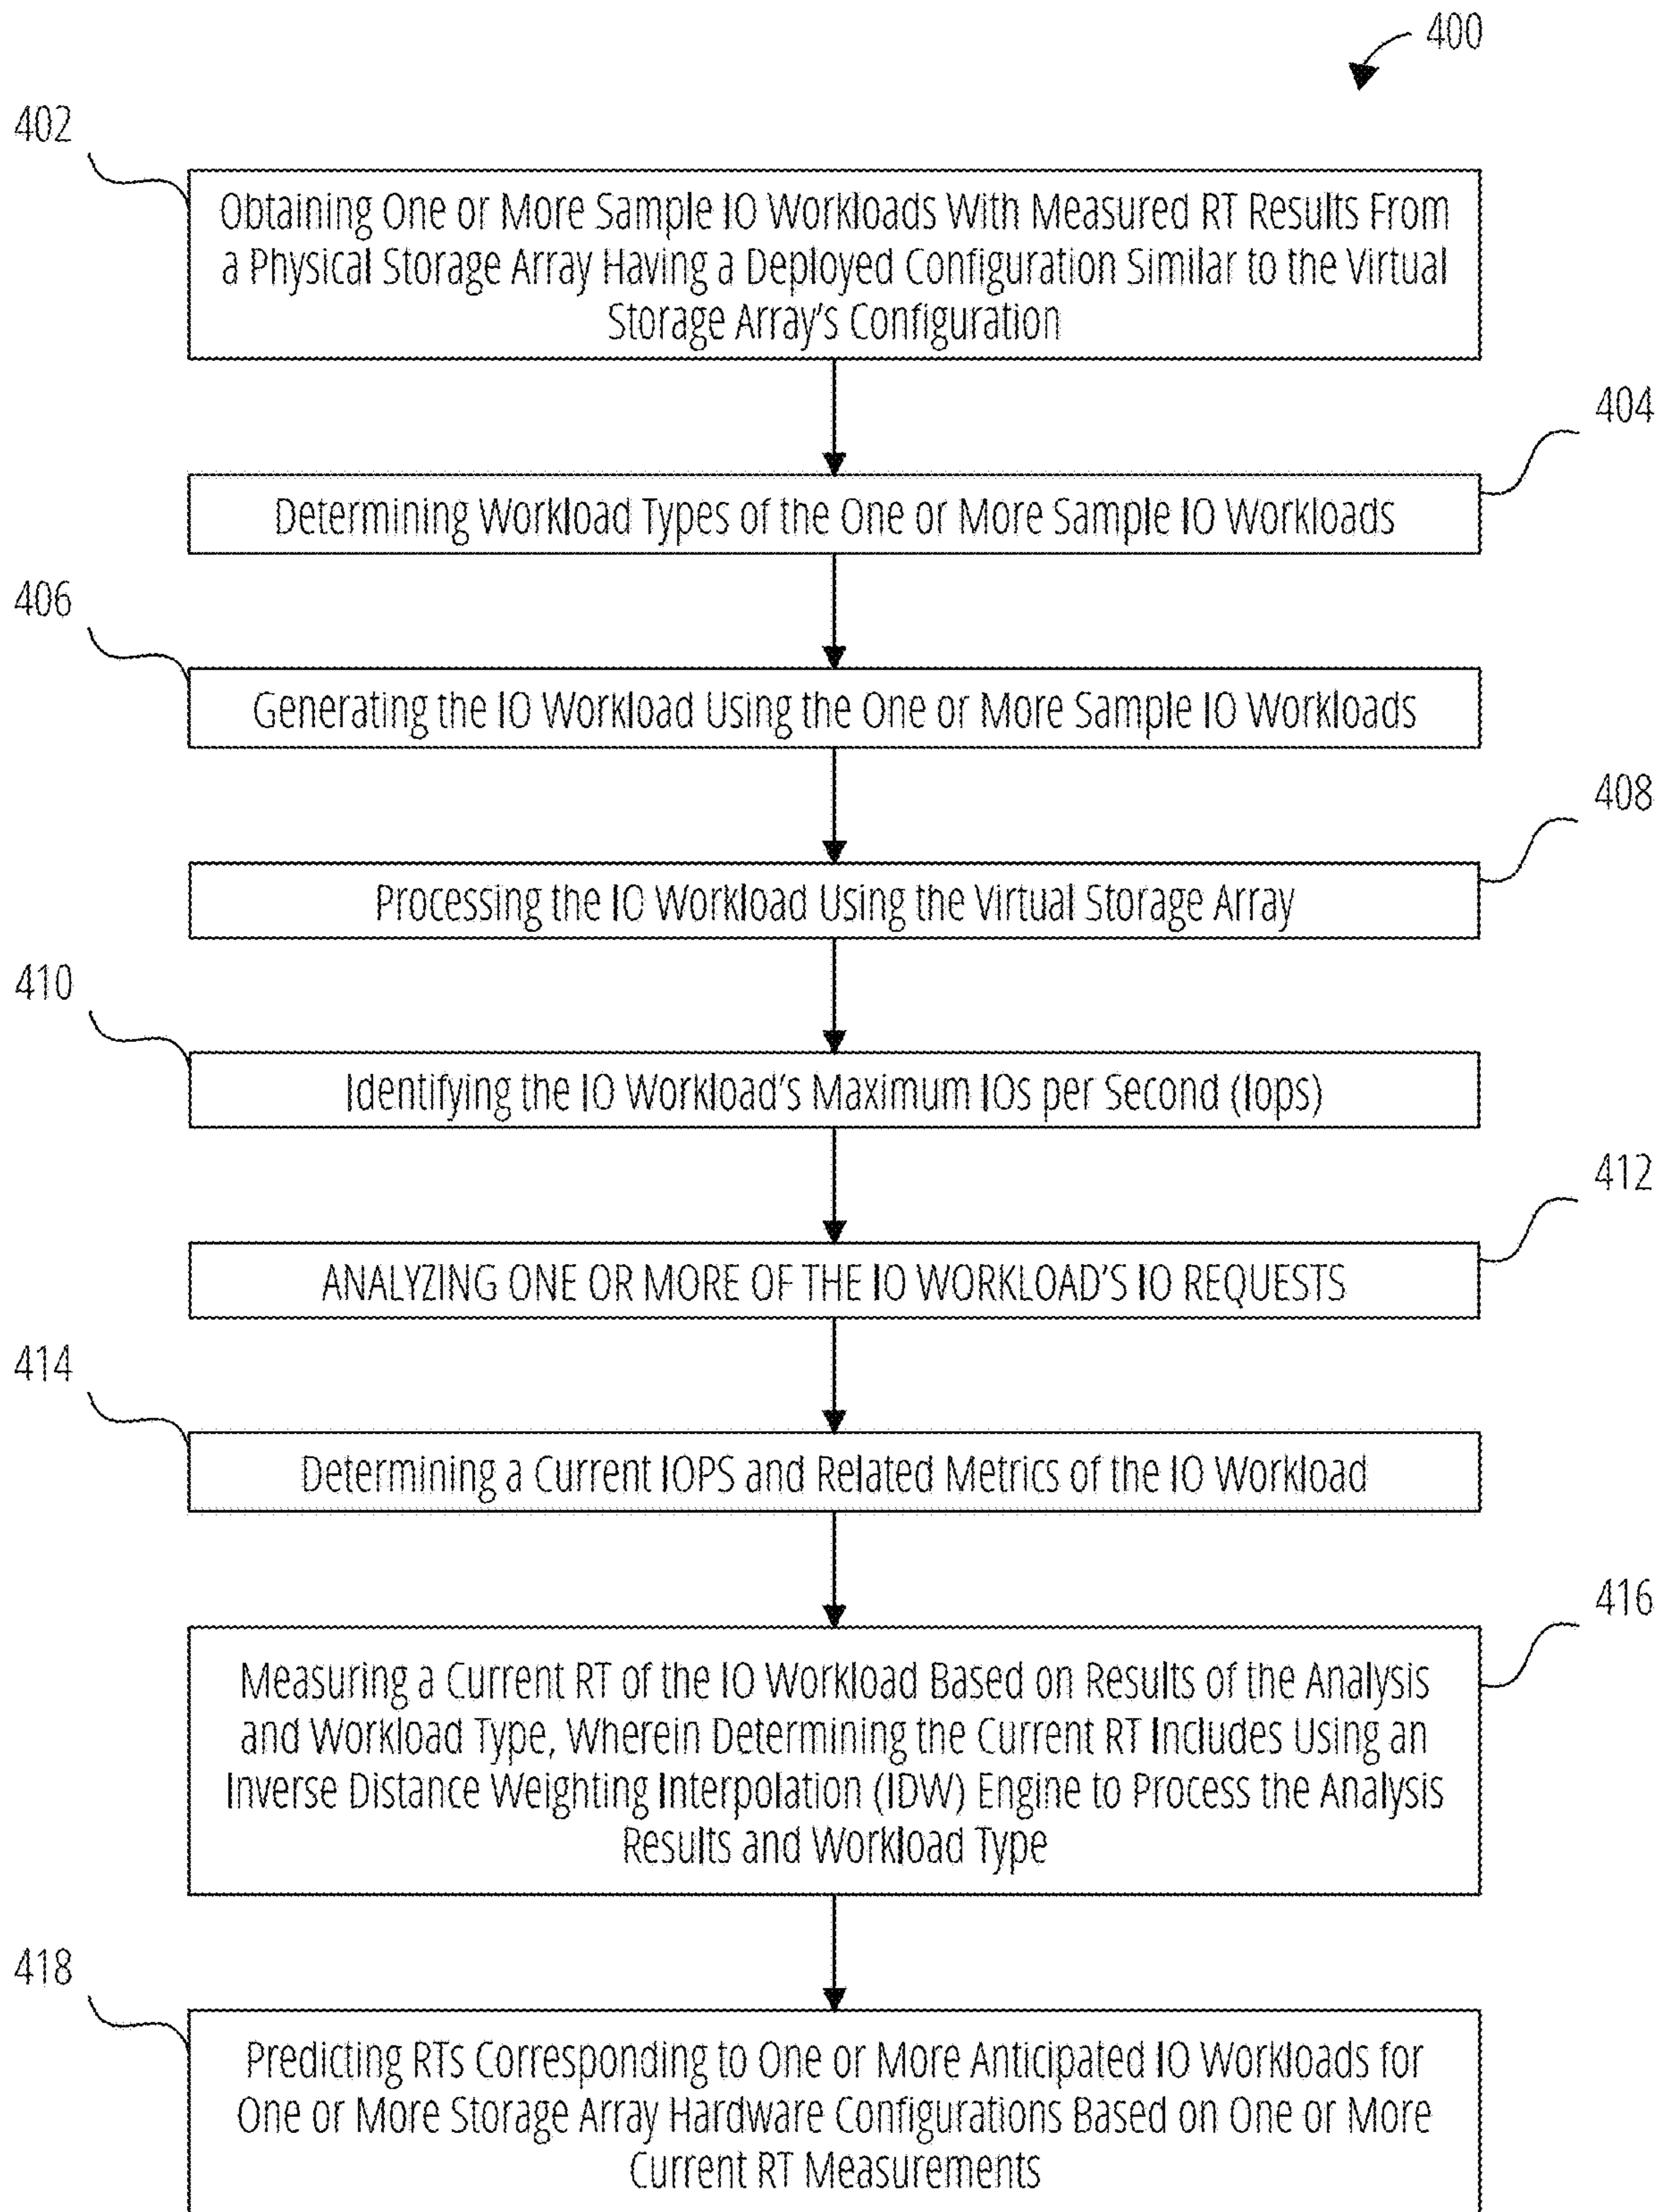 400
402
Obtaining One or More Sample IO Workloads With Measured RT Results From
a Physical Storage Array Having a Deployed Configuration Similar to the Virtual
Storage Array's Configuration
404
Determining Workload Types of the One or More Sample IO Workloads
406
Generating the IO Workload Using the One or More Sample IO Workloads
408
Processing the IO Workload Using the Virtual Storage Array
410
Identifying the IO Workload's Maximum IOs per Second (Iops)
412
ANALYZING ONE OR MORE OF THE IO WORKLOAD'S IO REQUESTS
414
Determining a Current IOPS and Related Metrics of the IO Workload
416
Measuring a Current RT of the IO Workload Based on Results of the Analysis
and Workload Type, Wherein Determining the Current RT Includes Using an
Inverse Distance Weighting Interpolation (IDW) Engine to Process the Analysis
Results and Workload Type
418
Predicting RTs Corresponding to One or More Anticipated IO Workloads for
One or More Storage Array Hardware Configurations Based on One or More
Current RT Measurements